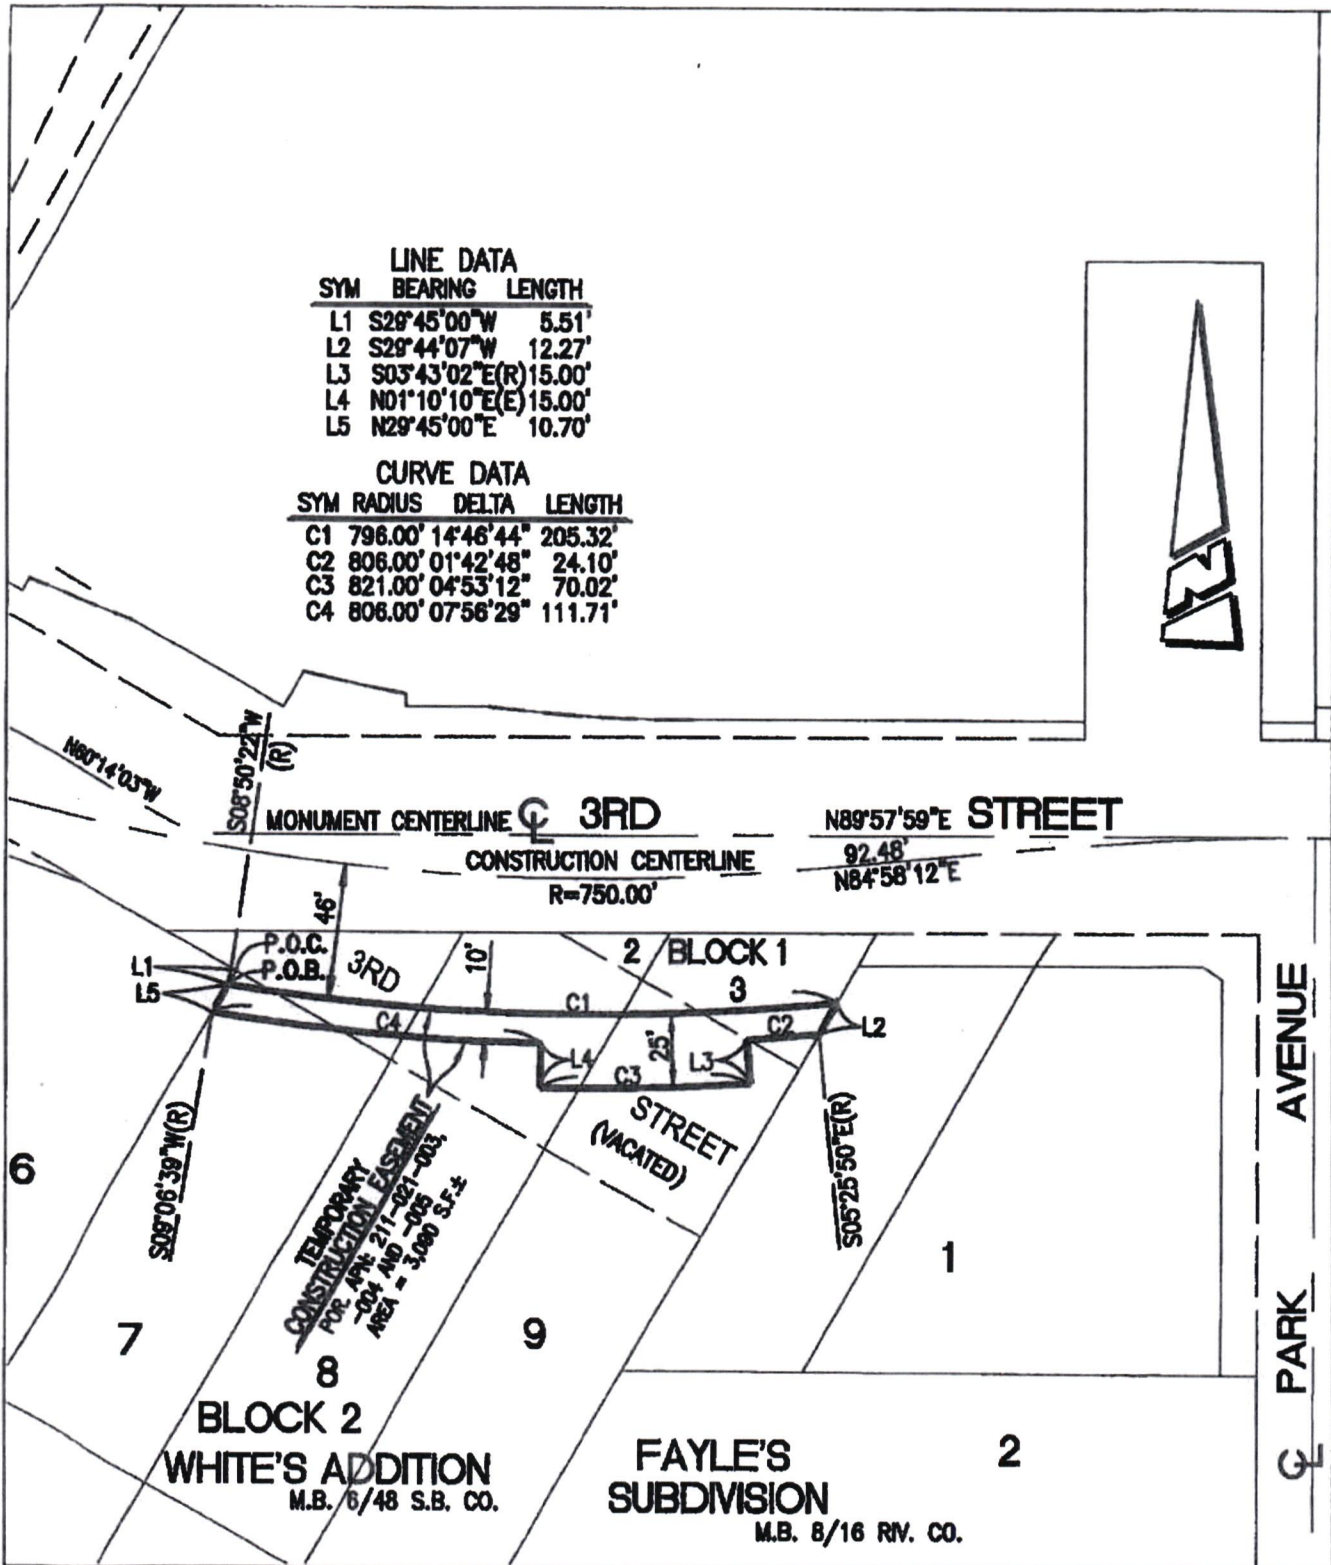 LINE DATA
SYM BEARING LENGTH
L1 S29°45'00"W 5.51'
L2 S29°44'07"W 12.27'
L3 S03°43'02"E(R) 15.00'
L4 N01°10'10"E(E) 15.00'
L5 N29°45'00"E 10.70'
CURVE DATA
SYM RADIUS DELTA LENGTH
C1 796.00' 14°46'44" 205.32'
C2 806.00' 01°42'48" 24.10'
C3 821.00' 04°53'12" 70.02'
C4 806.00' 07°56'29" 111.71'
N
N60°14'03"W
S08°50'22"W
(R)
MONUMENT CENTERLINE ℄ 3RD STREET
N89°57'59"E
CONSTRUCTION CENTERLINE
R=750.00'
92.48'
N84°58'12"E
46'
P.O.C.
P.O.B.
L1
L5
3RD
10'
2 BLOCK 1
3
C1
C4
C2
L2
L4
C3
25'
L3
STREET
(VACATED)
S09°06'39"W(R)
S05°25'50"E(R)
TEMPORARY
CONSTRUCTION EASEMENT
POR. APN: 211-021-003,
-004 AND -005
AREA = 3,080 S.F.±
6
7
8
9
1
2
BLOCK 2
WHITE'S ADDITION
M.B. 6/48 S.B. CO.
FAYLE'S
SUBDIVISION
M.B. 8/16 RIV. CO.
℄ PARK AVENUE